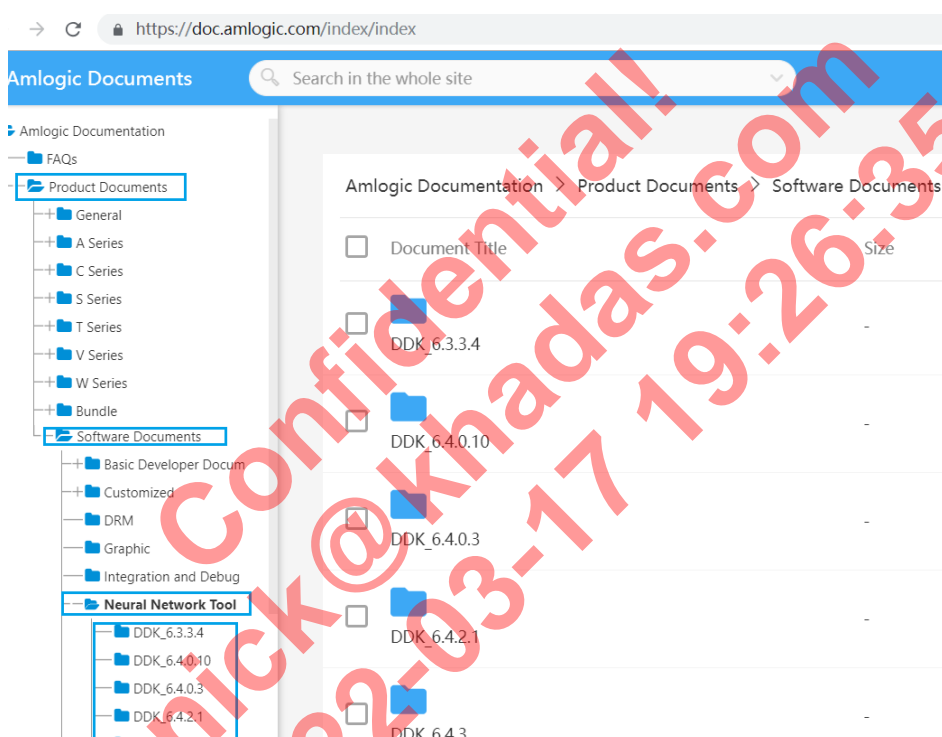 https://doc.amlogic.com/index/index
Amlogic Documents
Search in the whole site
Amlogic Documentation
FAQs
Product Documents
General
A Series
C Series
S Series
T Series
V Series
W Series
Bundle
Software Documents
Basic Developer Docum
Customized
DRM
Graphic
Integration and Debug
Neural Network Tool
DDK_6.3.3.4
DDK_6.4.0.10
DDK_6.4.0.3
DDK_6.4.2.1
Amlogic Documentation > Product Documents > Software Documents
Document Title Size
DDK_6.3.3.4 -
DDK_6.4.0.10 -
DDK_6.4.0.3 -
DDK_6.4.2.1 -
DDK_6.4.3 -
Confidential!
nick@khadas.com
2-03-17 19:26:35